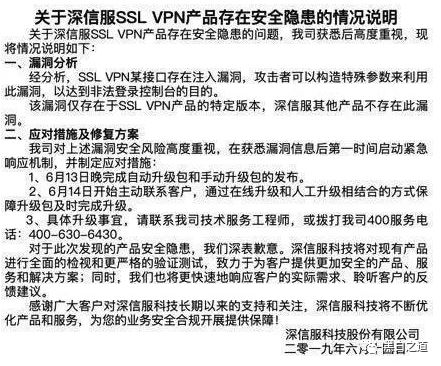 关于深信服SSL VPN产品存在安全隐患的情况说明
关于深信服SSL VPN产品存在安全隐患的问题，我司获悉后高度重视，现
将情况说明如下：
一、漏洞分析
经分析，SSL VPN某接口存在注入漏洞，攻击者可以构造特殊参数来利用
此漏洞，以达到非法登录控制台的目的。
该漏洞仅存在于SSL VPN产品的特定版本，深信服其他产品不存在此漏
洞。
二、应对措施及修复方案
我司对上述漏洞安全风险高度重视，在获悉漏洞信息后第一时间启动紧急
响应机制，并制定应对措施：
1、6月13日晚完成自动升级包和手动升级包的发布。
2、6月14日开始主动联系客户，通过在线升级和人工升级相结合的方式保
障升级包及时完成升级。
3、具体升级事宜，请联系我司技术服务工程师，或拨打我司400服务电
话：400-630-6430。
对于此次发现的产品安全隐患，我们深表歉意。深信服科技将对现有产品
进行全面的检视和更严格的验证测试，致力于为客户提供更加安全的产品、服
务和解决方案；同时，我们也将更快速地响应客户的实际需求、聆听客户的反
馈建议。
感谢广大客户对深信服科技长期以来的支持和关注，深信服科技将不断优
化产品和服务，为您的业务安全合规开展提供保障！
深信服科技股份有限公司
二零一九年六月